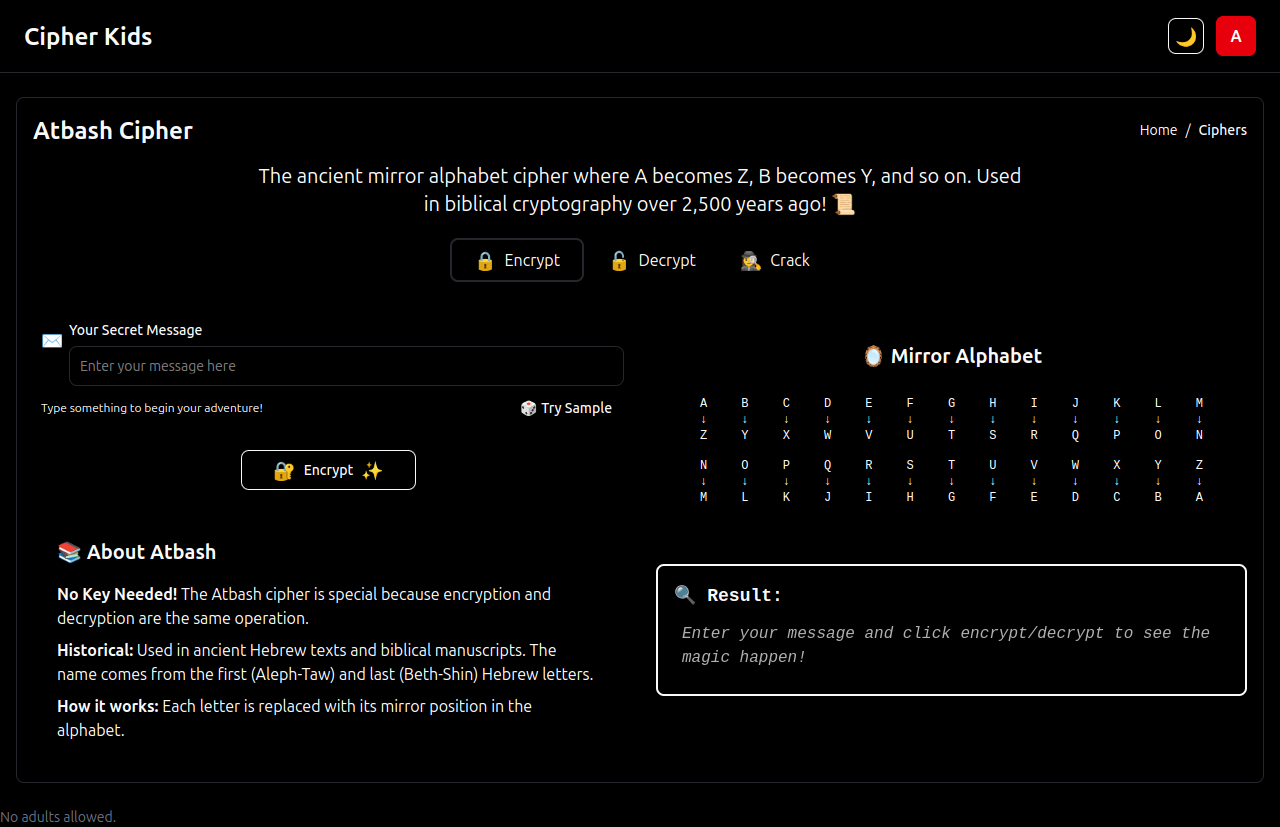 Cipher Kids
A
Atbash Cipher
Home / Ciphers
The ancient mirror alphabet cipher where A becomes Z, B becomes Y, and so on. Used
in biblical cryptography over 2,500 years ago! 📜
🔒 Encrypt
🔓 Decrypt
🕵️ Crack
Your Secret Message
Enter your message here
Type something to begin your adventure!
🎲 Try Sample
🔐 Encrypt ✨
🪞 Mirror Alphabet
A B C D E F G H I J K L M
↓ ↓ ↓ ↓ ↓ ↓ ↓ ↓ ↓ ↓ ↓ ↓ ↓
Z Y X W V U T S R Q P O N
N O P Q R S T U V W X Y Z
↓ ↓ ↓ ↓ ↓ ↓ ↓ ↓ ↓ ↓ ↓ ↓ ↓
M L K J I H G F E D C B A
📚 About Atbash
No Key Needed! The Atbash cipher is special because encryption and
decryption are the same operation.
Historical: Used in ancient Hebrew texts and biblical manuscripts. The
name comes from the first (Aleph-Taw) and last (Beth-Shin) Hebrew letters.
How it works: Each letter is replaced with its mirror position in the
alphabet.
🔍 Result:
Enter your message and click encrypt/decrypt to see the
magic happen!
No adults allowed.